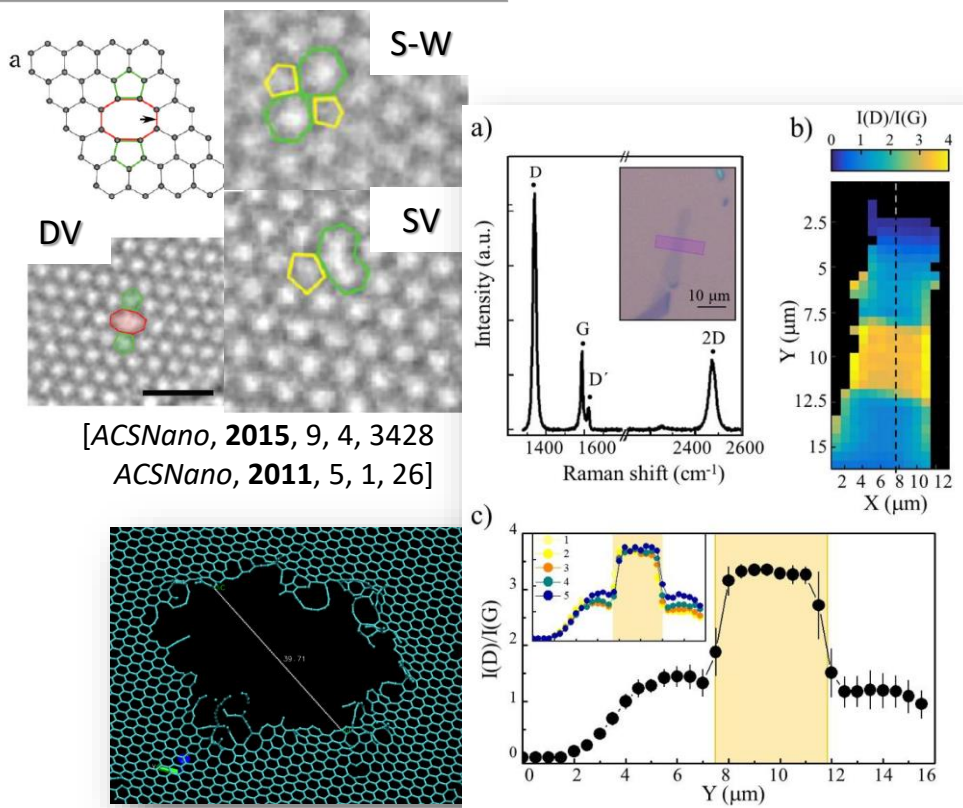 a
S-W
DV
SV
[ACSNano, 2015, 9, 4, 3428
ACSNano, 2011, 5, 1, 26]
39.71
a)
Intensity (a.u.)
D
G
D´
2D
10 µm
1400 1600 2400 2600
Raman shift (cm-1)
b)
I(D)/I(G)
0 1 2 3 4
Y (µm)
2.5
5
7.5
10
12.5
15
2 4 6 8 10 12
X (µm)
c)
I(D)/I(G)
4
3
2
1
0
1
2
3
4
5
0 2 4 6 8 10 12 14 16
Y (µm)